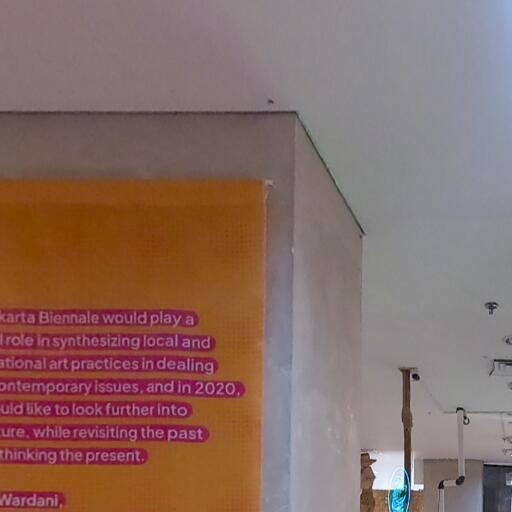 karta Biennale would play a
l role in synthesizing local and
ational art practices in dealing
ontemporary issues, and in 2020,
uld like to look further into
ure, while revisiting the past
thinking the present.
Wardani,